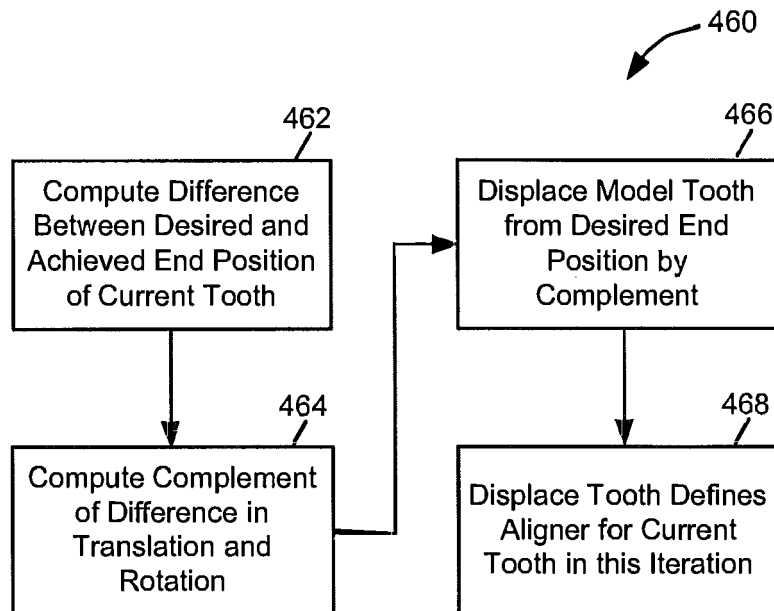 460
462
Compute Difference
Between Desired and
Achieved End Position
of Current Tooth
464
Compute Complement
of Difference in
Translation and
Rotation
466
Displace Model Tooth
from Desired End
Position by
Complement
468
Displace Tooth Defines
Aligner for Current
Tooth in this Iteration